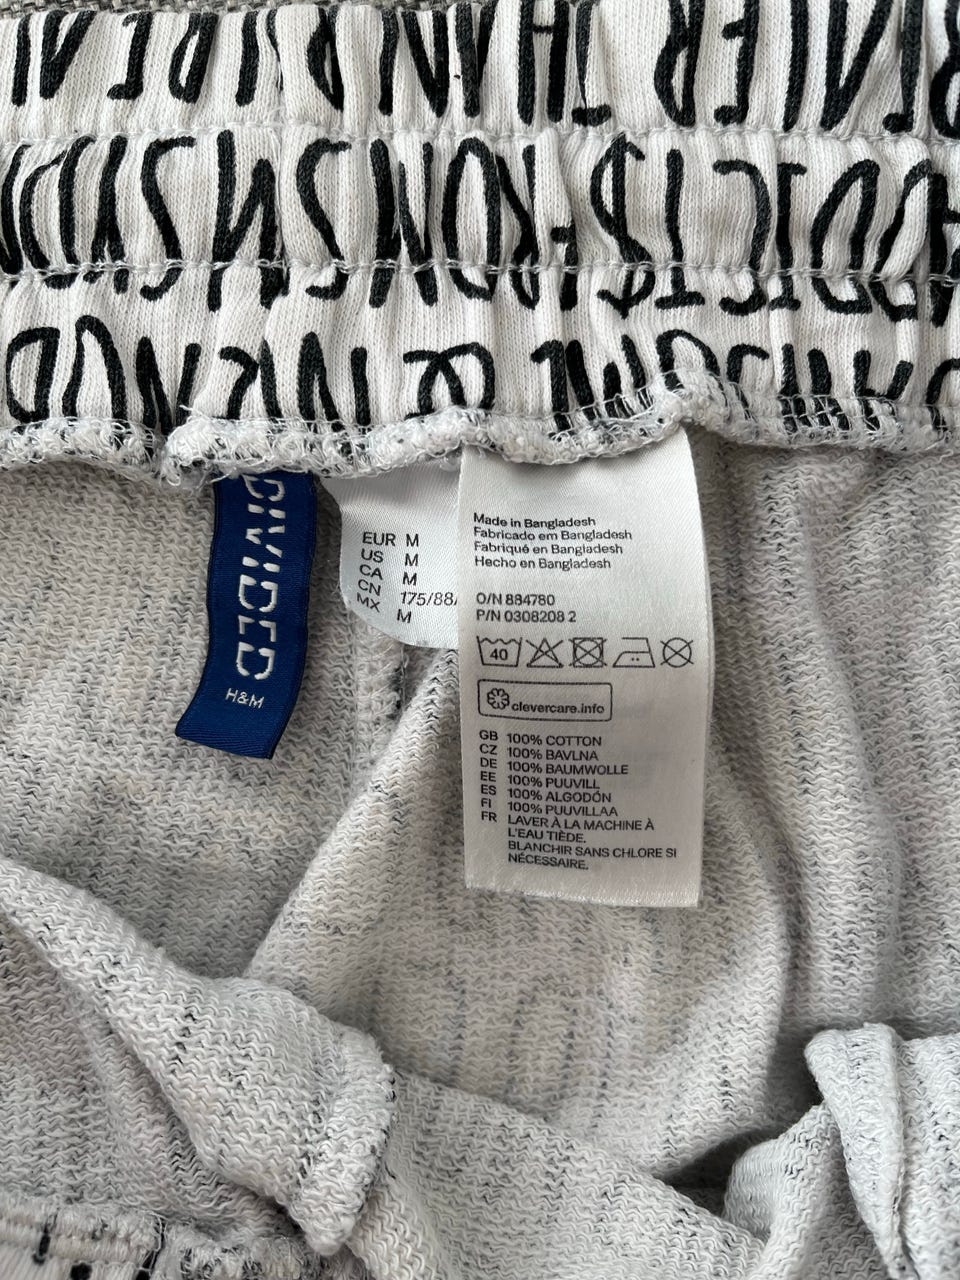 DIVIDED
H&M
EUR M
US M
CA M
CN 175/88/
MX M
Made in Bangladesh
Fabricado em Bangladesh
Fabriqué en Bangladesh
Hecho en Bangladesh
O/N 884780
P/N 0308208 2
40
clevercare.info
GB 100% COTTON
CZ 100% BAVLNA
DE 100% BAUMWOLLE
EE 100% PUUVILL
ES 100% ALGODÓN
FI 100% PUUVILLAA
FR LAVER À LA MACHINE À
L'EAU TIÈDE.
BLANCHIR SANS CHLORE SI
NÉCESSAIRE.